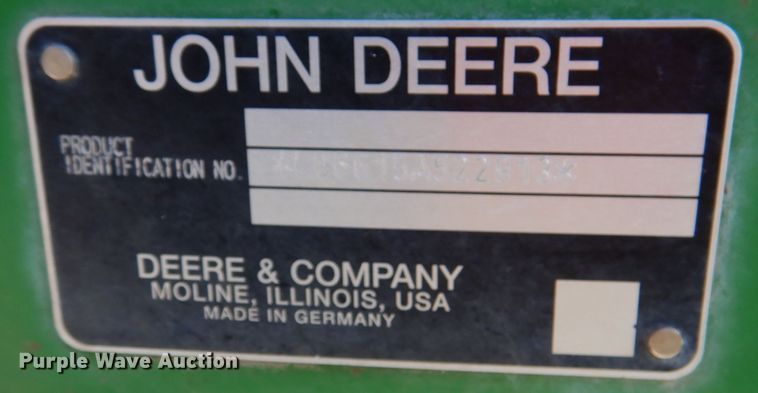 JOHN DEERE
PRODUCT
IDENTIFICATION NO.
DEERE & COMPANY
MOLINE, ILLINOIS, USA
MADE IN GERMANY
Purple Wave Auction